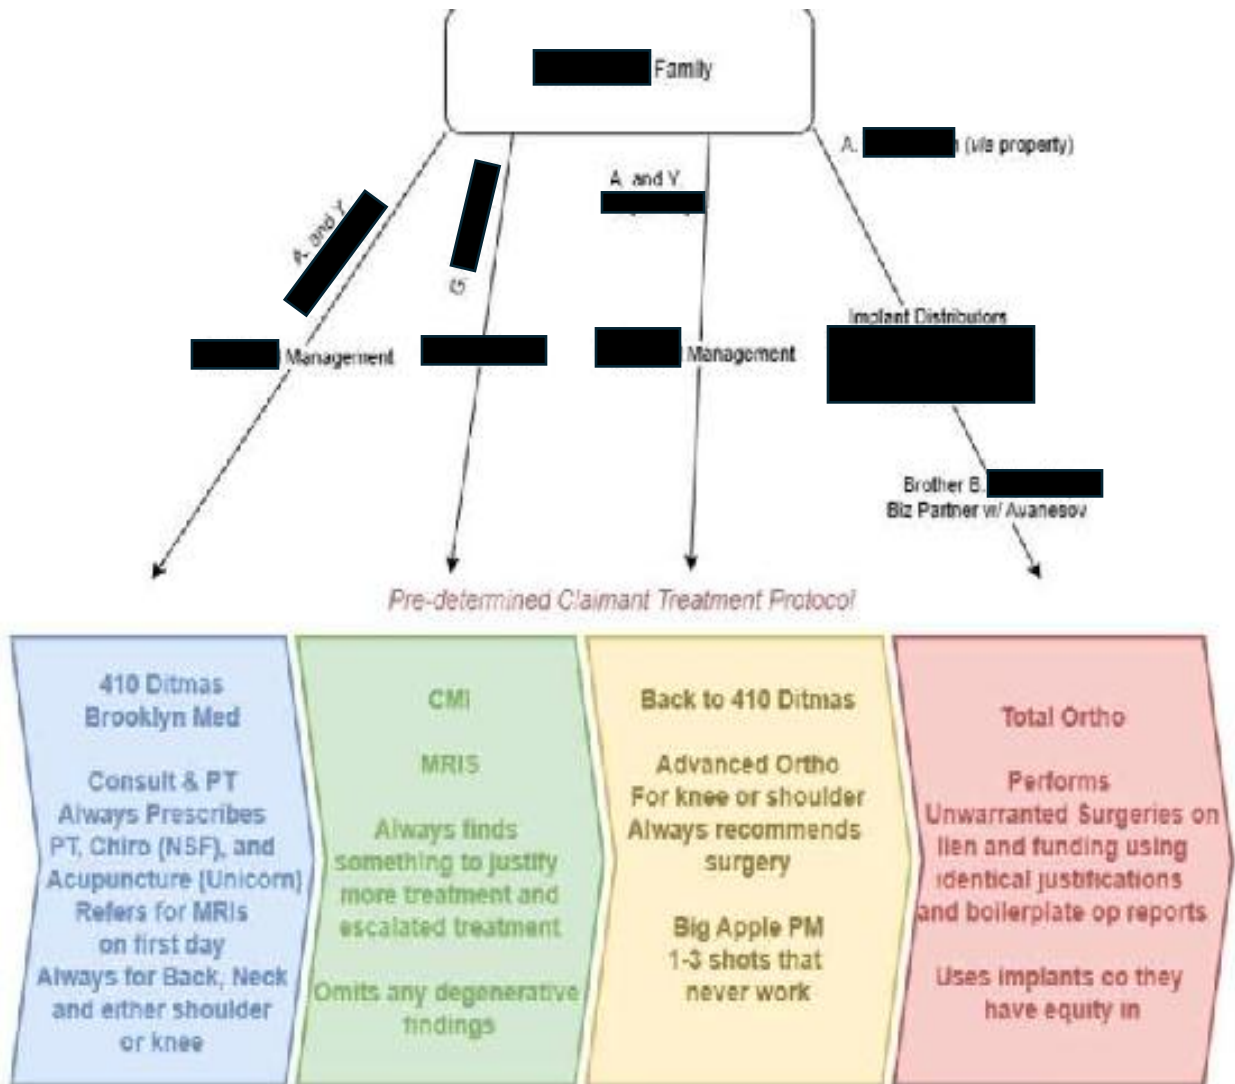 Family
A. (via property)
A. and Y.
A. and Y.
G.
Management
Management
Implant Distributors
Brother B.
Biz Partner w/ Avanesov
Pre-determined Claimant Treatment Protocol
410 Ditmas
Brooklyn Med
Consult & PT
Always Prescribes
PT, Chiro (NSF), and
Acupuncture (Unicorn)
Refers for MRIs
on first day
Always for Back, Neck
and either shoulder
or knee
CMI
MRIS
Always finds
something to justify
more treatment and
escalated treatment
Omits any degenerative
findings
Back to 410 Ditmas
Advanced Ortho
For knee or shoulder
Always recommends
surgery
Big Apple PM
1-3 shots that
never work
Total Ortho
Performs
Unwarranted Surgeries on
lien and funding using
identical justifications
and boilerplate op reports
Uses implants co they
have equity in